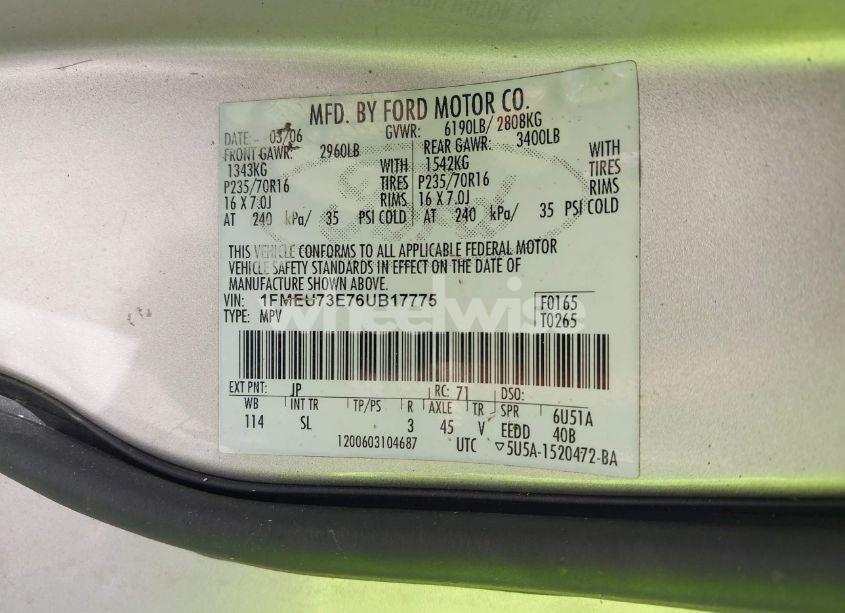 MFD. BY FORD MOTOR CO.
DATE: 03/06 GVWR: 6190LB/ 2808KG
FRONT GAWR: 2960LB REAR GAWR: 3400LB
1343KG WITH 1542KG WITH
P235/70R16 TIRES P235/70R16 TIRES
16 X 7.0J RIMS 16 X 7.0J RIMS
AT 240 kPa/ 35 PSI COLD AT 240 kPa/ 35 PSI COLD
THIS VEHICLE CONFORMS TO ALL APPLICABLE FEDERAL MOTOR
VEHICLE SAFETY STANDARDS IN EFFECT ON THE DATE OF
MANUFACTURE SHOWN ABOVE.
VIN: 1FMEU73E76UB17775 F0165
TYPE: MPV T0265
wheelwise
EXT PNT: JP RC: 71 DSO:
WB INT TR TP/PS R AXLE TR SPR 6U51A
114 SL 3 45 V EEDD 40B
1200603104687 UTC ▽5U5A-1520472-BA